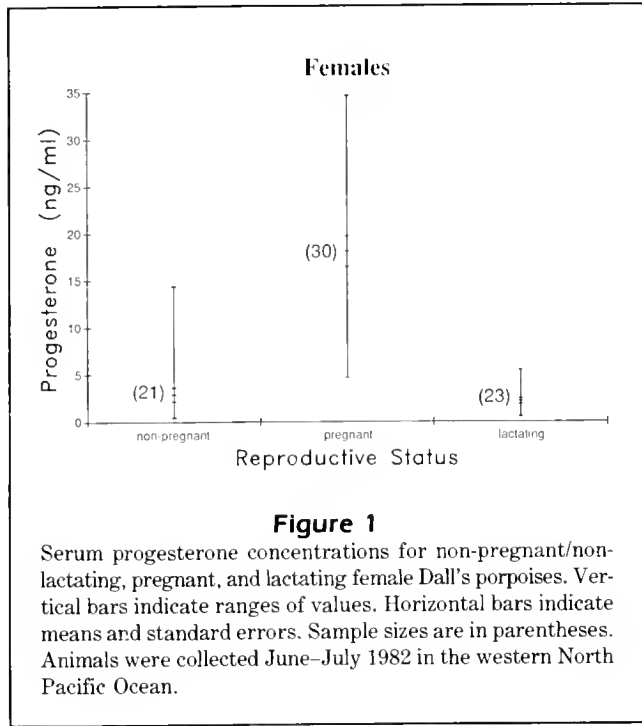 Females
35
30
25
20
15
10
5
0
Progesterone (ng/ml)
(21)
(30)
(23)
non-pregnant pregnant lactating
Reproductive Status
Figure 1
Serum progesterone concentrations for non-pregnant/non-
lactating, pregnant, and lactating female Dall's porpoises. Ver-
tical bars indicate ranges of values. Horizontal bars indicate
means and standard errors. Sample sizes are in parentheses.
Animals were collected June–July 1982 in the western North
Pacific Ocean.